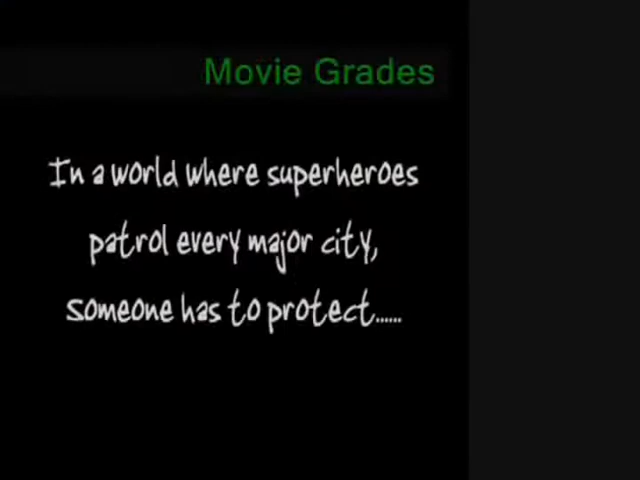 Movie Grades
In a world where superheroes
patrol every major city,
someone has to protect......